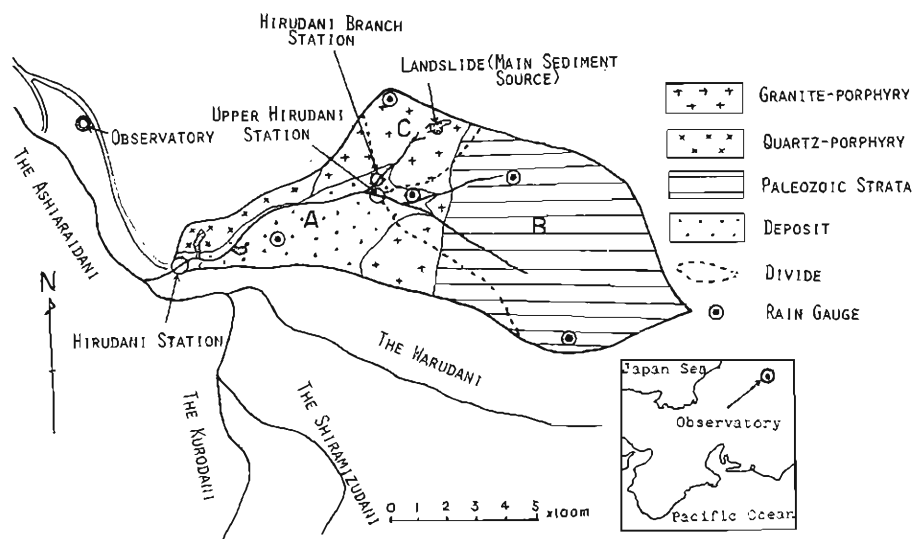 HIRUDANI BRANCH
STATION
LANDSLIDE(MAIN SEDIMENT
SOURCE)
UPPER HIRUDANI
STATION
OBSERVATORY
THE ASHIARAIDANI
C
A
B
N
HIRUDANI STATION
THE WARUDANI
THE KURODANI
THE SHIRAMIZUDANI
0 1 2 3 4 5 x100m
GRANITE-PORPHYRY
QUARTZ-PORPHYRY
PALEOZOIC STRATA
DEPOSIT
DIVIDE
RAIN GAUGE
Japan Sea
Observatory
Pacific Ocean